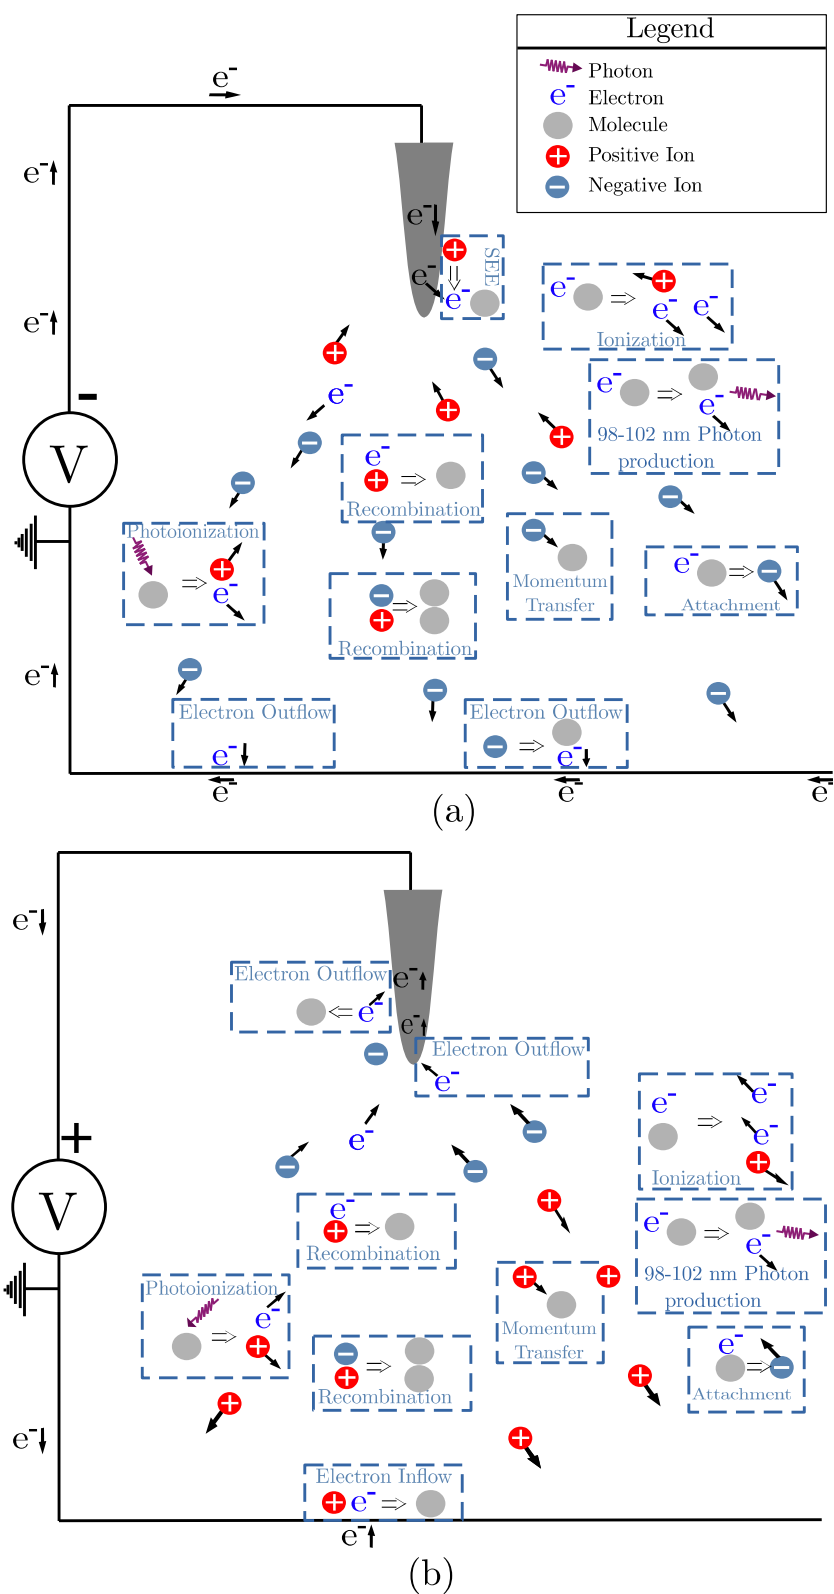 Legend
Photon
e⁻ Electron
Molecule
+ Positive Ion
− Negative Ion
e⁻
e⁻
e⁻
e⁻
e⁻
SEE
+
e⁻
e⁻
e⁻
+
e⁻
e⁻
Ionization
+
−
e⁻
e⁻
e⁻
98-102 nm Photon
production
-
+
+
−
V
e⁻
+
Recombination
−
−
−
Photoionization
+
e⁻
−
−
Momentum
Transfer
e⁻
−
Attachment
−
+
Recombination
e⁻
−
−
−
Electron Outflow
e⁻
Electron Outflow
−
e⁻
e⁻
e⁻
e⁻
(a)
e⁻
Electron Outflow
e⁻
e⁻
e⁻
−
Electron Outflow
e⁻
e⁻
e⁻
e⁻
+
Ionization
+
e⁻
−
−
−
V
e⁻
+
Recombination
+
e⁻
e⁻
98-102 nm Photon
production
Photoionization
e⁻
+
+
+
Momentum
Transfer
−
+
Recombination
e⁻
−
Attachment
+
+
e⁻
+
Electron Inflow
+ e⁻
e⁻
(b)